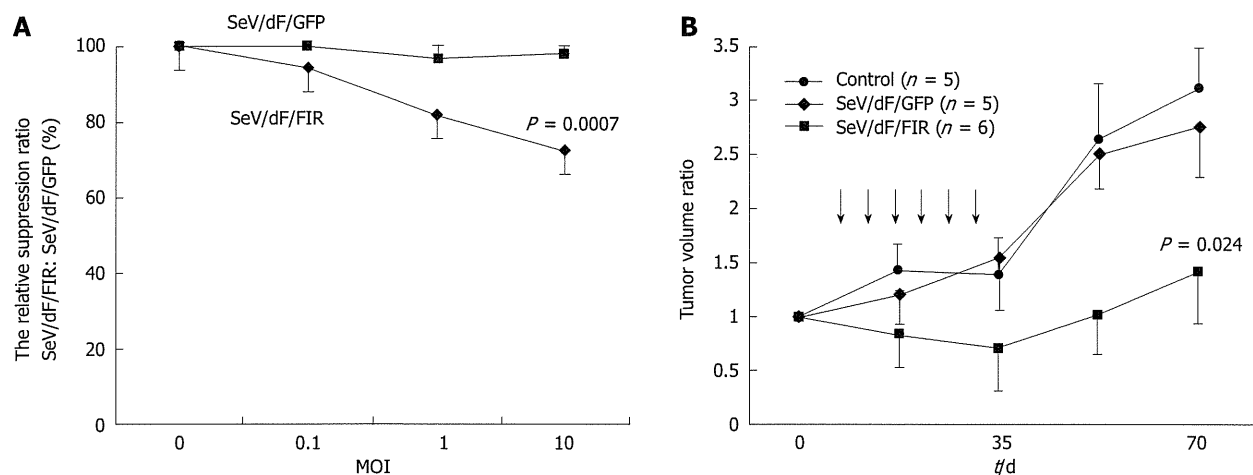 A
SeV/dF/GFP
100
80
60
40
20
0
SeV/dF/FIR
P = 0.0007
The relative suppression ratio
SeV/dF/FIR: SeV/dF/GFP (%)
0 0.1 1 10
MOI
B
3.5
3
2.5
2
1.5
1
0.5
0
Control (n = 5)
SeV/dF/GFP (n = 5)
SeV/dF/FIR (n = 6)
P = 0.024
Tumor volume ratio
0 35 70
t/d